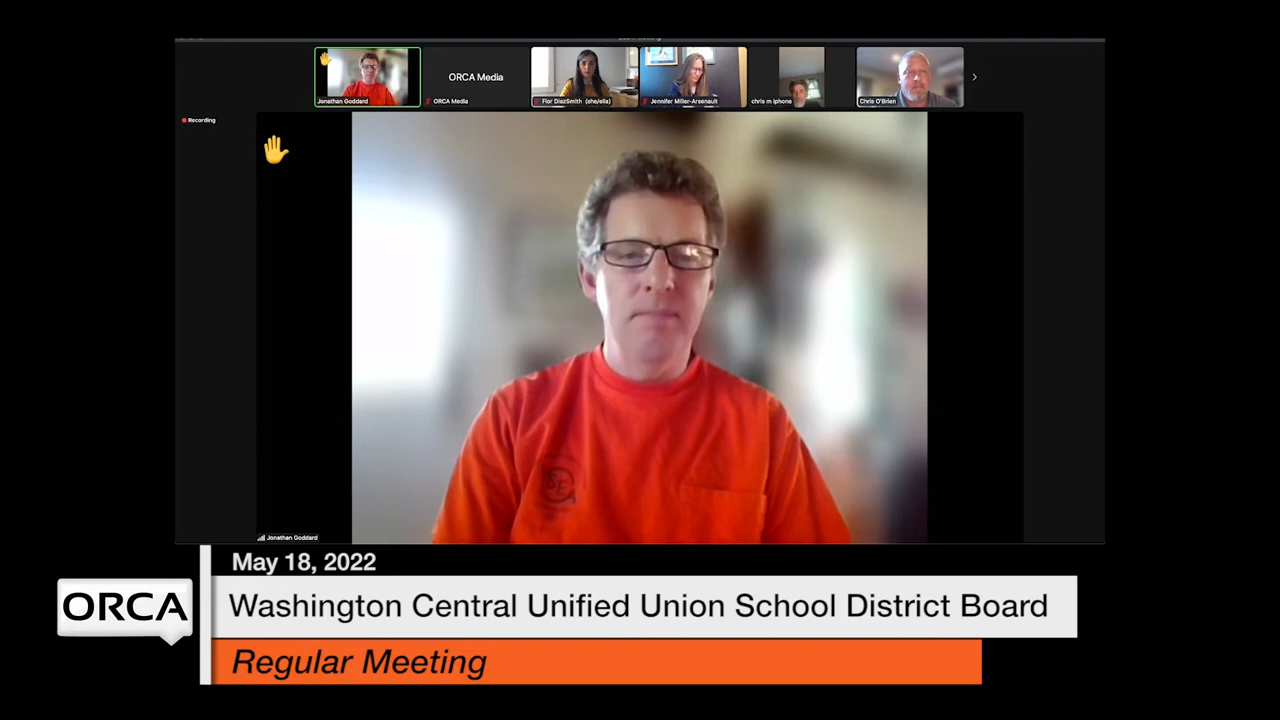 Jonathan Goddard
ORCA Media
ORCA Media
Flor DiazSmith (she/ella)
Jennifer Miller-Arsenault
chris m iphone
Chris O'Brien
Recording
Jonathan Goddard
May 18, 2022
ORCA
Washington Central Unified Union School District Board
Regular Meeting